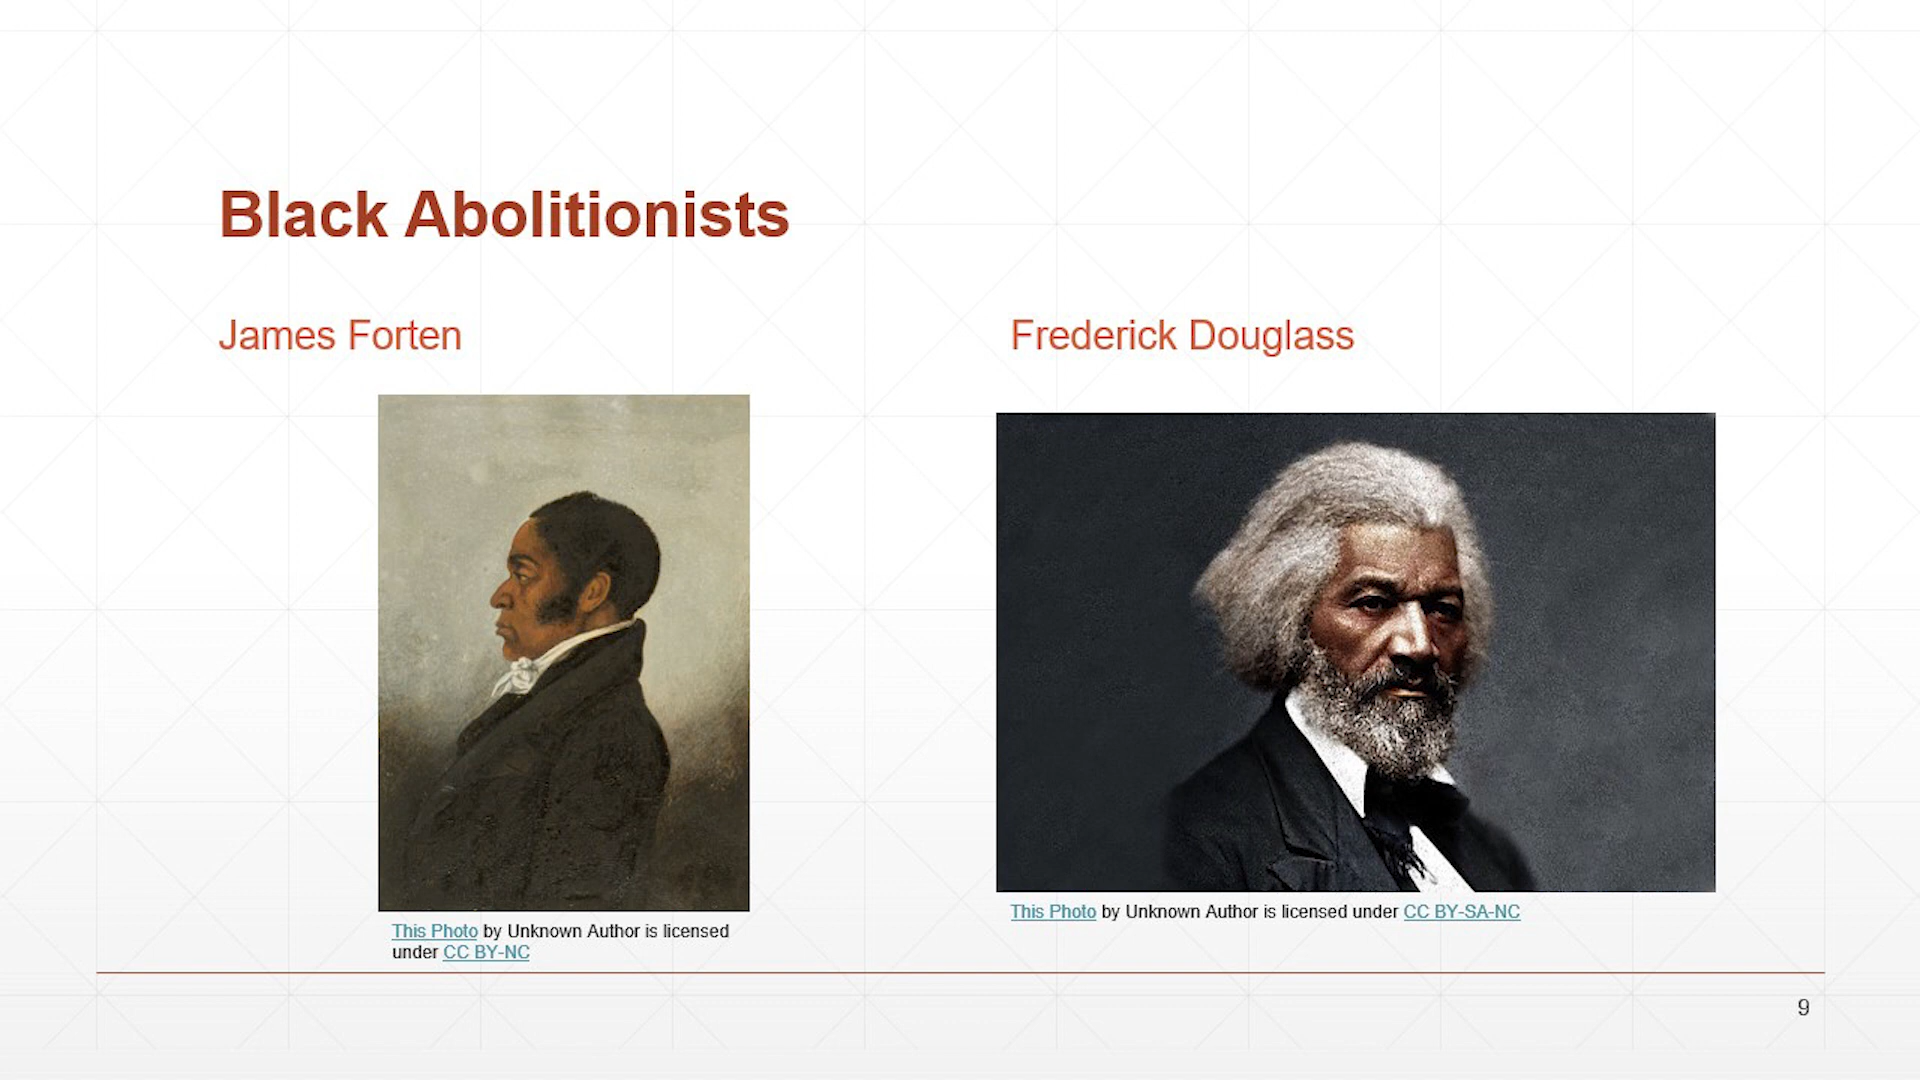 Black Abolitionists
James Forten
Frederick Douglass
This Photo by Unknown Author is licensed
under CC BY-NC
This Photo by Unknown Author is licensed under CC BY-SA-NC
9